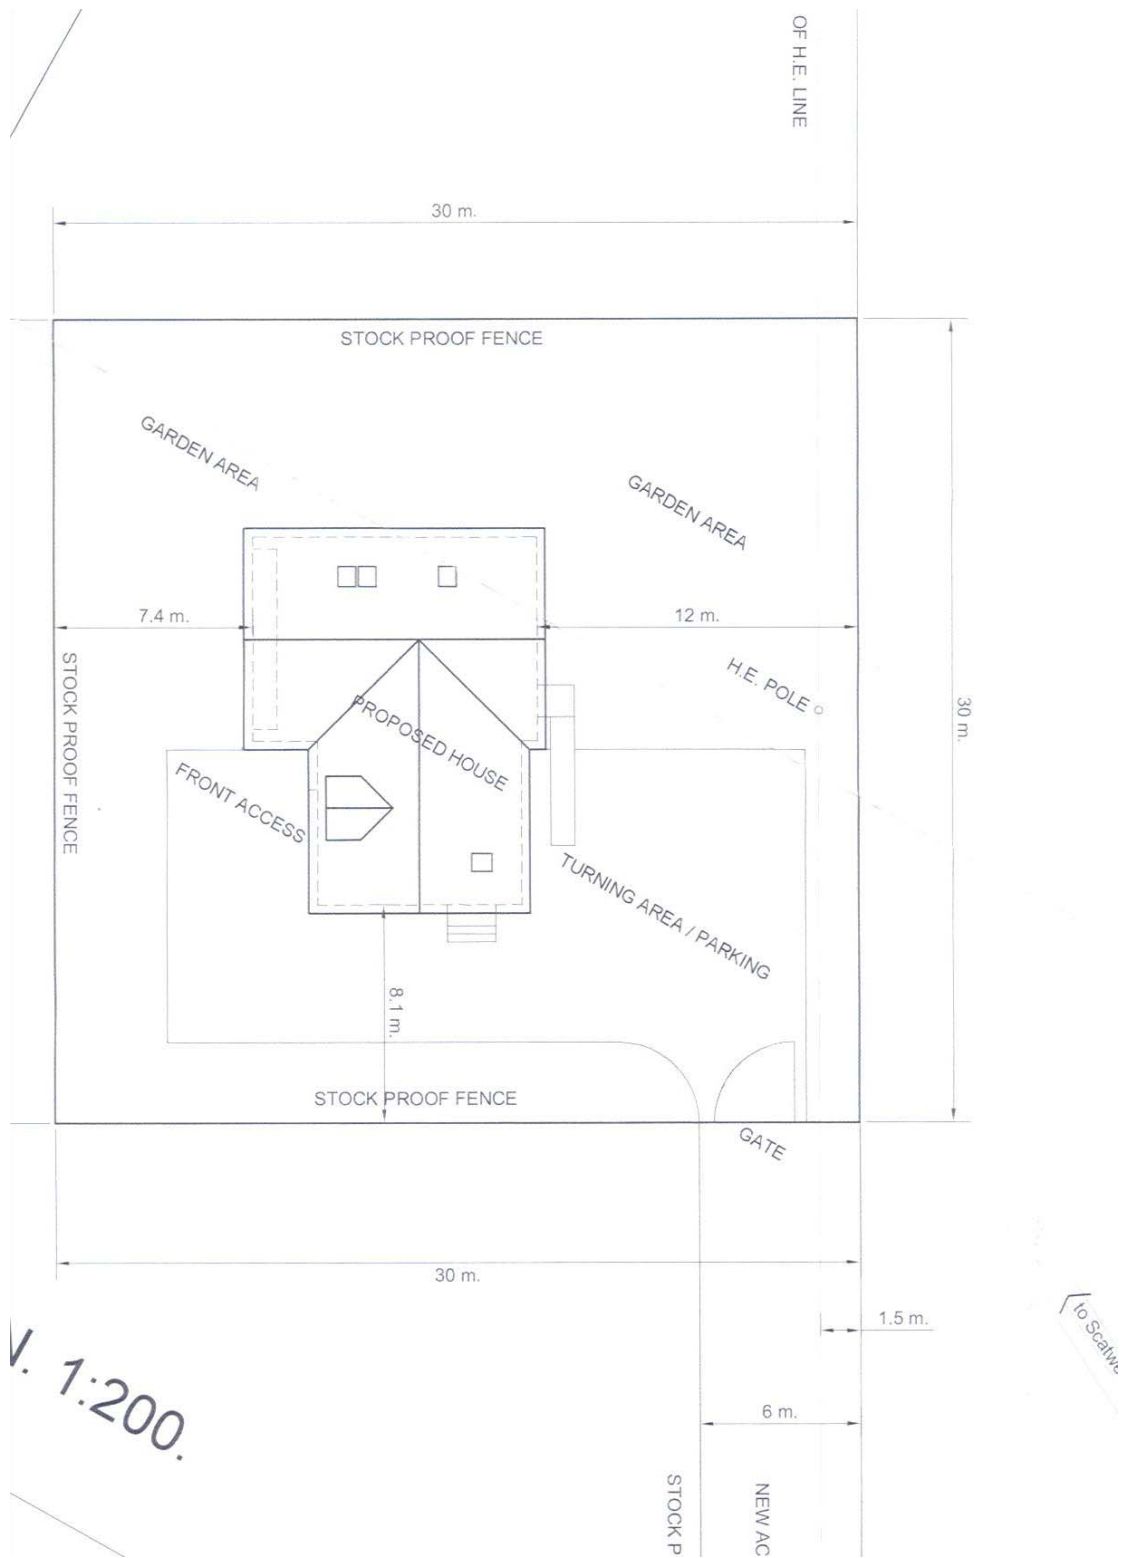 OF H.E. LINE
30 m.
STOCK PROOF FENCE
GARDEN AREA
GARDEN AREA
7.4 m.
12 m.
STOCK PROOF FENCE
H.E. POLE
30 m.
PROPOSED HOUSE
FRONT ACCESS
TURNING AREA / PARKING
8.1 m.
STOCK PROOF FENCE
GATE
30 m.
1.5 m.
to Scatwe
1:200.
6 m.
STOCK P
NEW AC